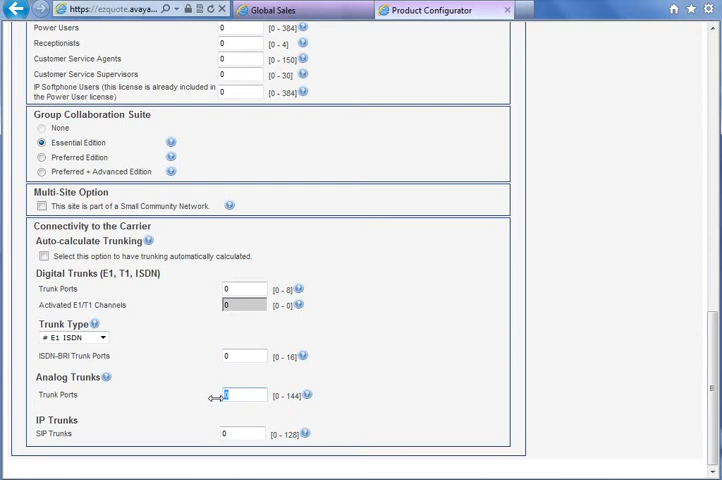 https://ezquote.avaya...
Global Sales
Product Configurator
Power Users 0 [0 - 384]
Receptionists 0 [0 - 4]
Customer Service Agents 0 [0 - 150]
Customer Service Supervisors 0 [0 - 30]
IP Softphone Users (this license is already included in 0 [0 - 384]
the Power User license)
Group Collaboration Suite
None
Essential Edition
Preferred Edition
Preferred + Advanced Edition
Multi-Site Option
This site is part of a Small Community Network.
Connectivity to the Carrier
Auto-calculate Trunking
Select this option to have trunking automatically calculated.
Digital Trunks (E1, T1, ISDN)
Trunk Ports 0 [0 - 8]
Activated E1/T1 Channels 0 [0 - 0]
Trunk Type
# E1 ISDN
ISDN-BRI Trunk Ports 0 [0 - 16]
Analog Trunks
Trunk Ports 0 [0 - 144]
IP Trunks
SIP Trunks 0 [0 - 128]